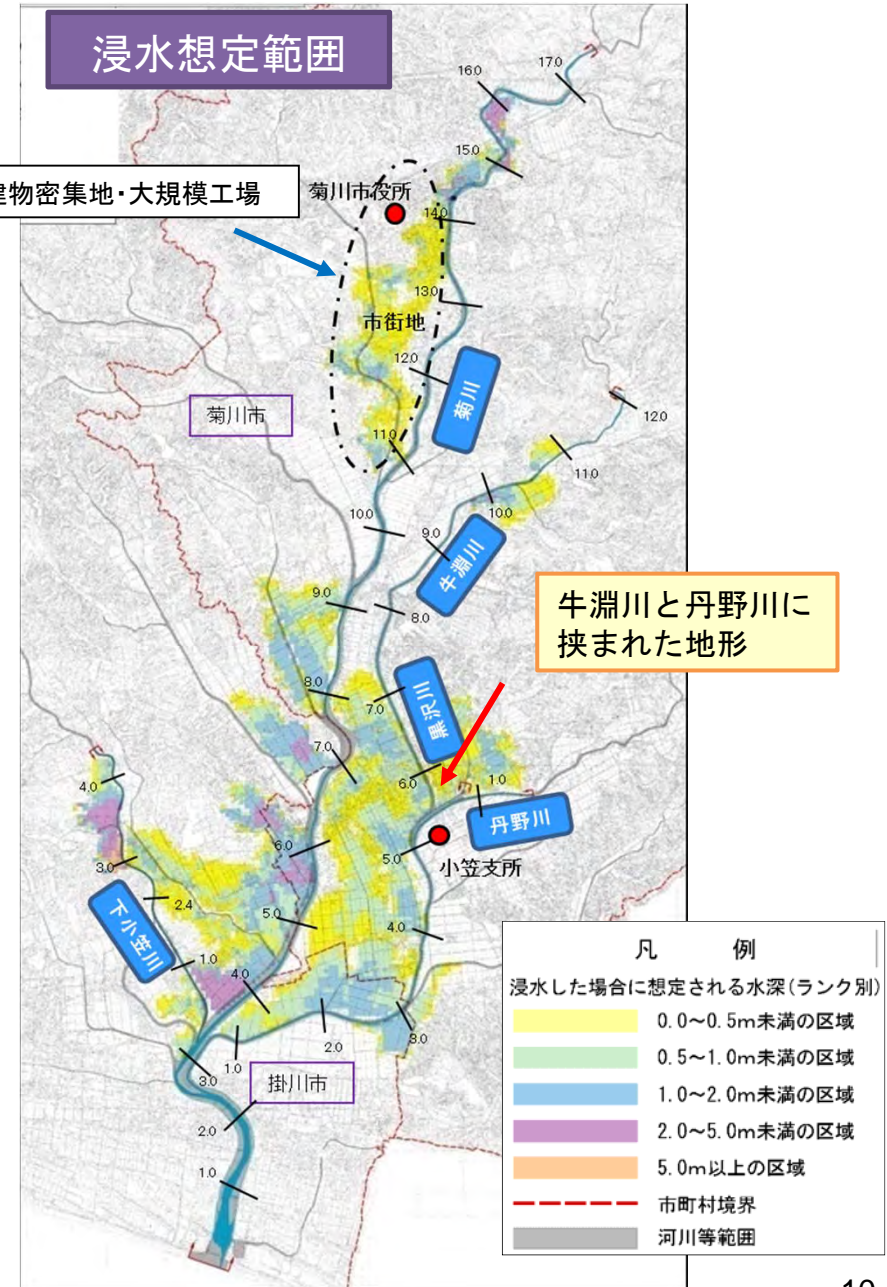 浸水想定範囲
16.0
17.0
15.0
建物密集地・大規模工場
菊川市役所
14.0
13.0
市街地
12.0
菊川
菊川市
12.0
11.0
11.0
10.0
10.0
9.0
牛淵川
9.0
8.0
牛淵川と丹野川に
挟まれた地形
8.0
7.0
黒沢川
7.0
6.0
1.0
4.0
丹野川
6.0
5.0
小笠支所
3.0
2.4
5.0
4.0
下小笠川
1.0
4.0
3.0
2.0
1.0
3.0
掛川市
2.0
1.0
凡 例
浸水した場合に想定される水深(ランク別)
0.0～0.5m未満の区域
0.5～1.0m未満の区域
1.0～2.0m未満の区域
2.0～5.0m未満の区域
5.0m以上の区域
市町村境界
河川等範囲